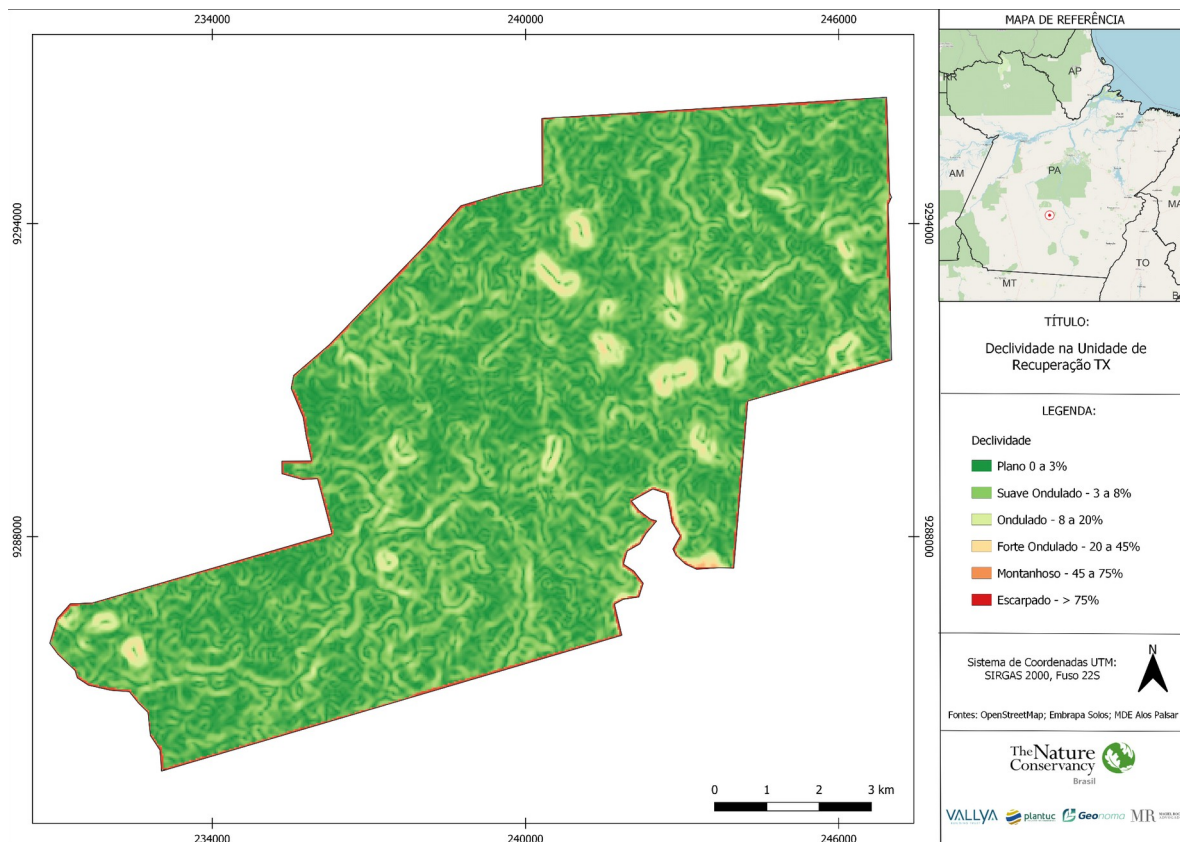 234000
240000
246000
9294000
9288000
9294000
9288000
234000
240000
246000
0 1 2 3 km
MAPA DE REFERÊNCIA
RR
AP
AM
PA
MA
TO
MT
TÍTULO:
Declividade na Unidade de
Recuperação TX
LEGENDA:
Declividade
Plano 0 a 3%
Suave Ondulado - 3 a 8%
Ondulado - 8 a 20%
Forte Ondulado - 20 a 45%
Montanhoso - 45 a 75%
Escarpado - > 75%
Sistema de Coordenadas UTM:
SIRGAS 2000, Fuso 22S
N
Fontes: OpenStreetMap; Embrapa Solos; MDE Alos Palsar
The Nature
Conservancy
Brasil
VALLYA
plantuc
Geonoma
MR